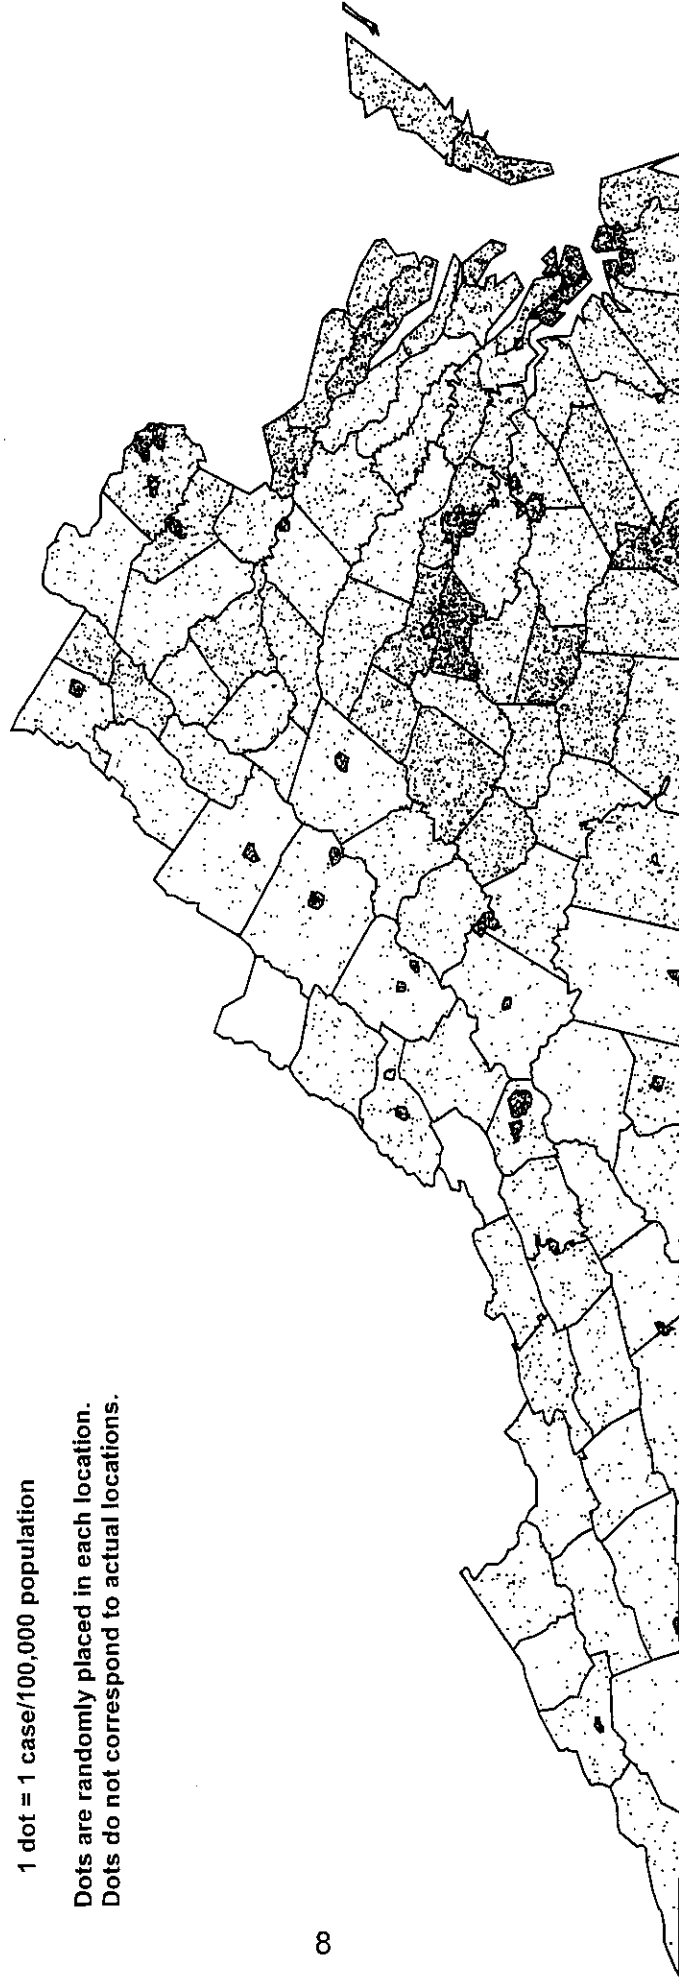 1 dot = 1 case/100,000 population
Dots are randomly placed in each location.
Dots do not correspond to actual locations.
8